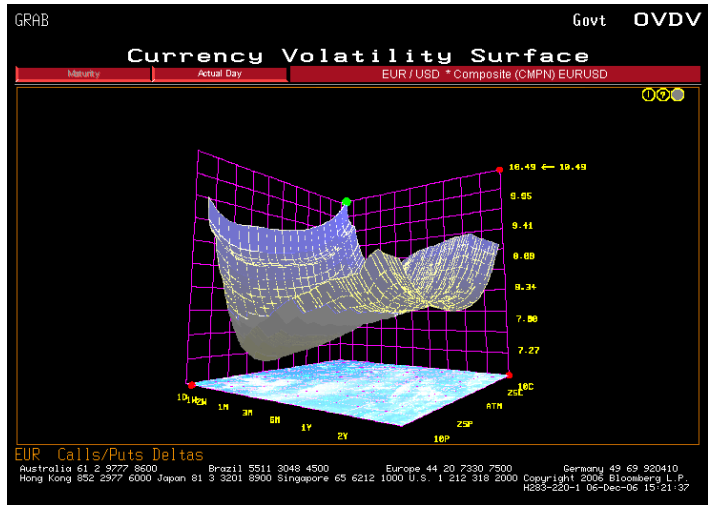 GRAB Govt OVDV
Currency Volatility Surface
Maturity Actual Day EUR / USD * Composite (CMPN) EURUSD
10.49 ← 10.49
9.95
9.41
8.34
7.27
1D 1W 2W 1M 3M 6M 1Y 2Y
10P 25P ATM 25C 10C
EUR Calls/Puts Deltas
Australia 61 2 9777 8600 Brazil 5511 3048 4500 Europe 44 20 7330 7500 Germany 49 69 920410
Hong Kong 852 2977 6000 Japan 81 3 3201 8900 Singapore 65 6212 1000 U.S. 1 212 318 2000 Copyright 2006 Bloomberg L.P.
H283-220-1 06-Dec-06 15:21:37